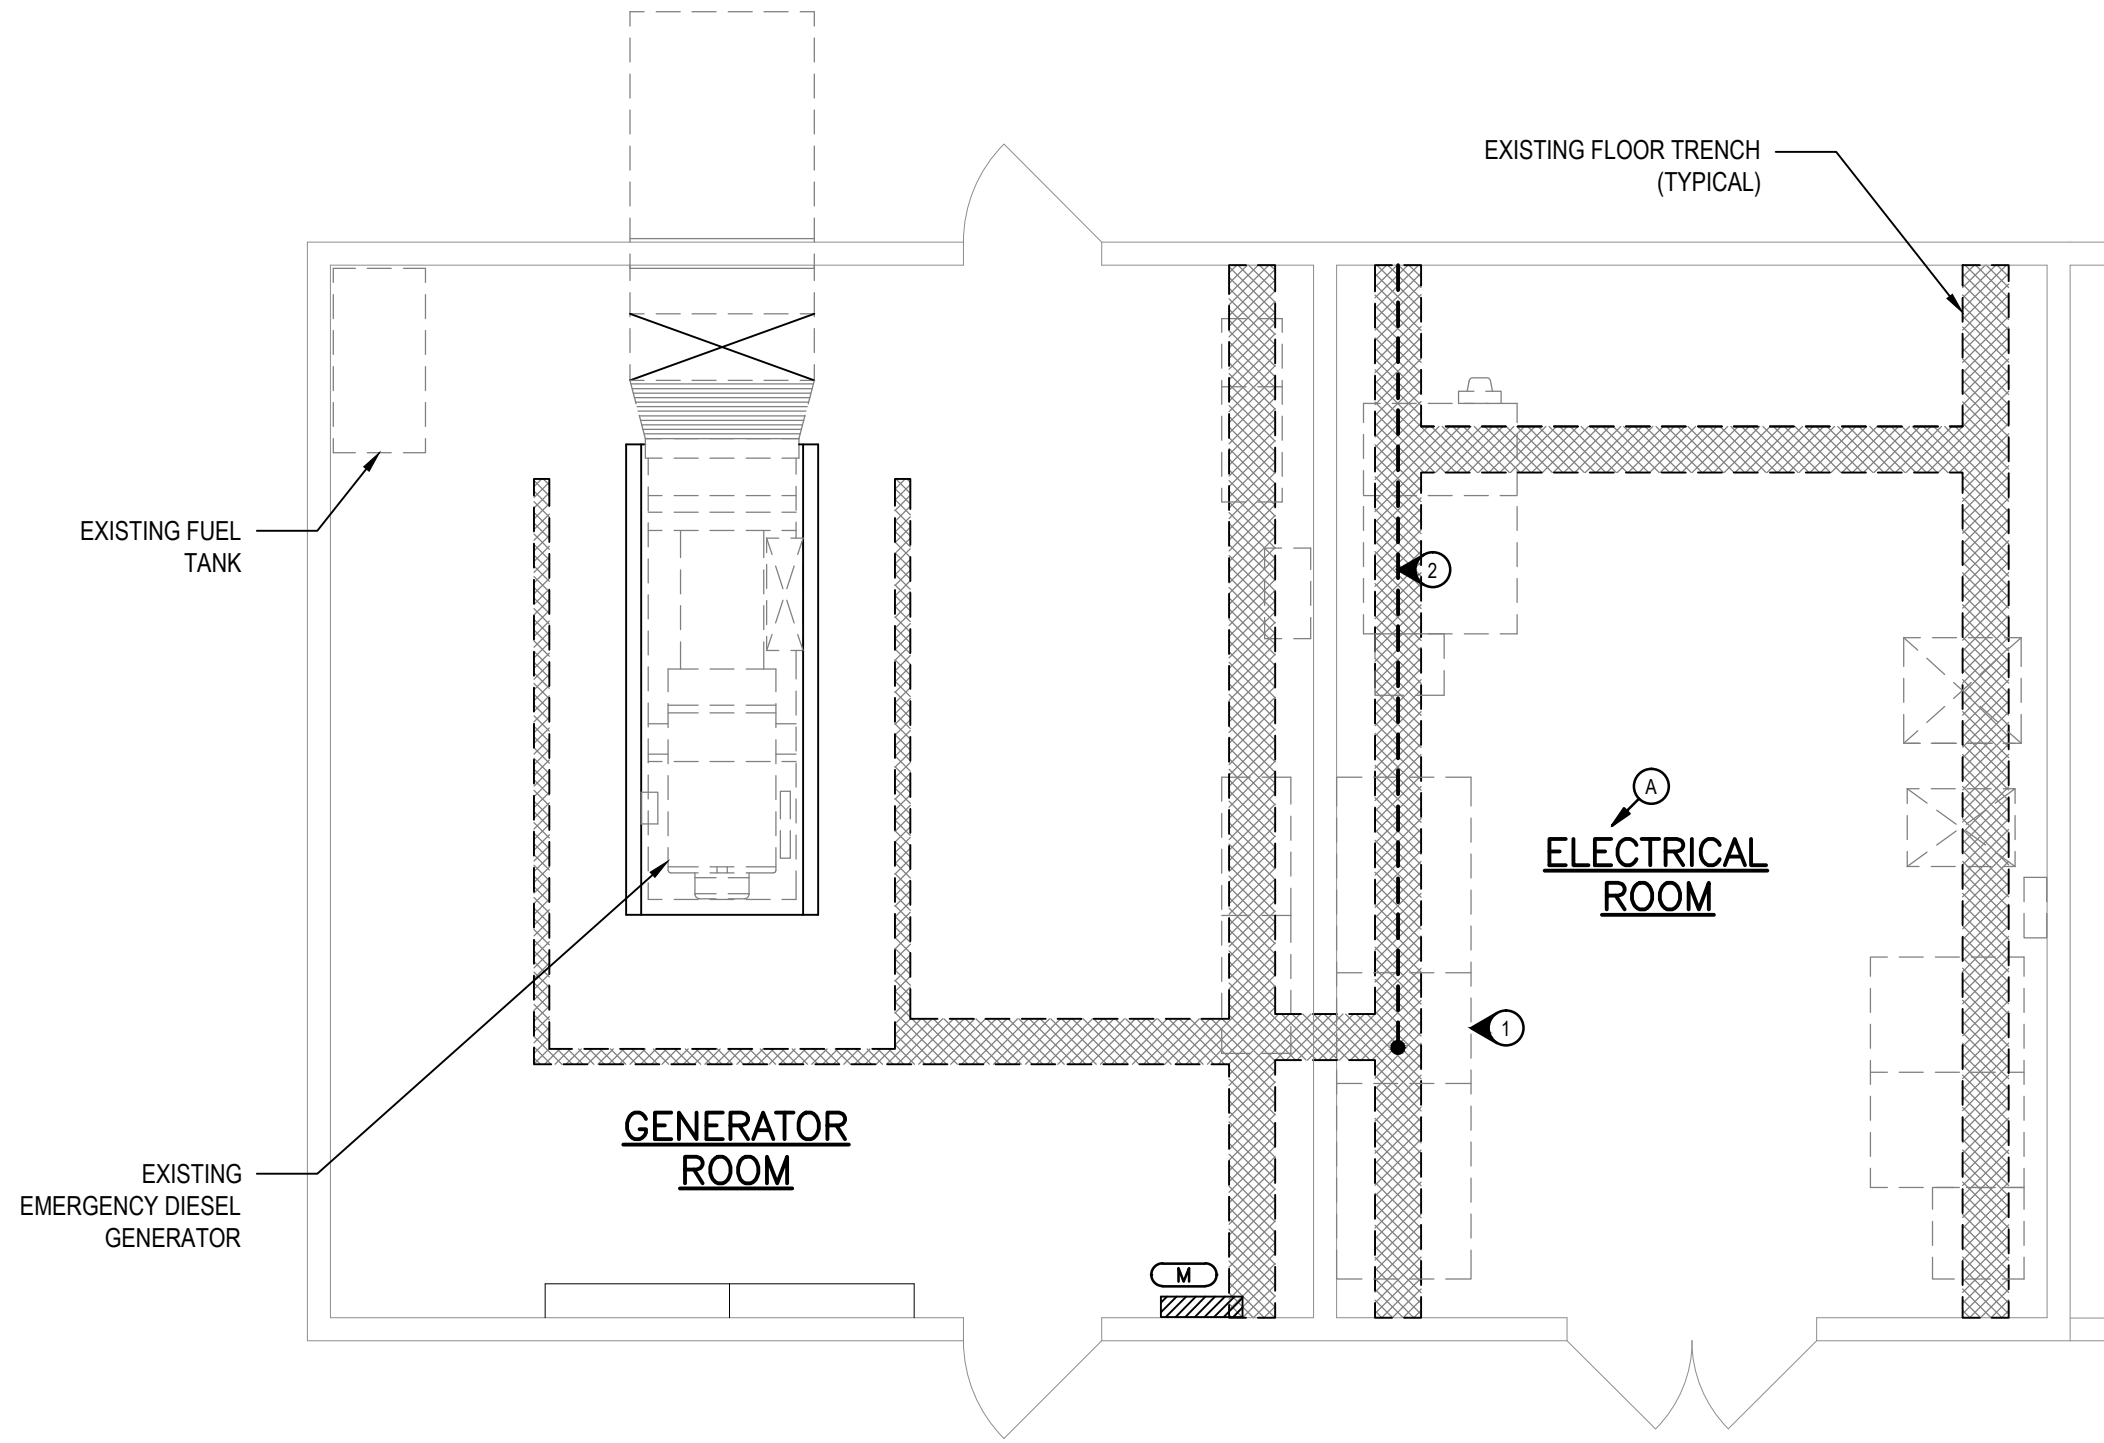 EXISTING FLOOR TRENCH
(TYPICAL)
EXISTING FUEL
TANK
2
A
ELECTRICAL
ROOM
1
GENERATOR
ROOM
EXISTING
EMERGENCY DIESEL
GENERATOR
M